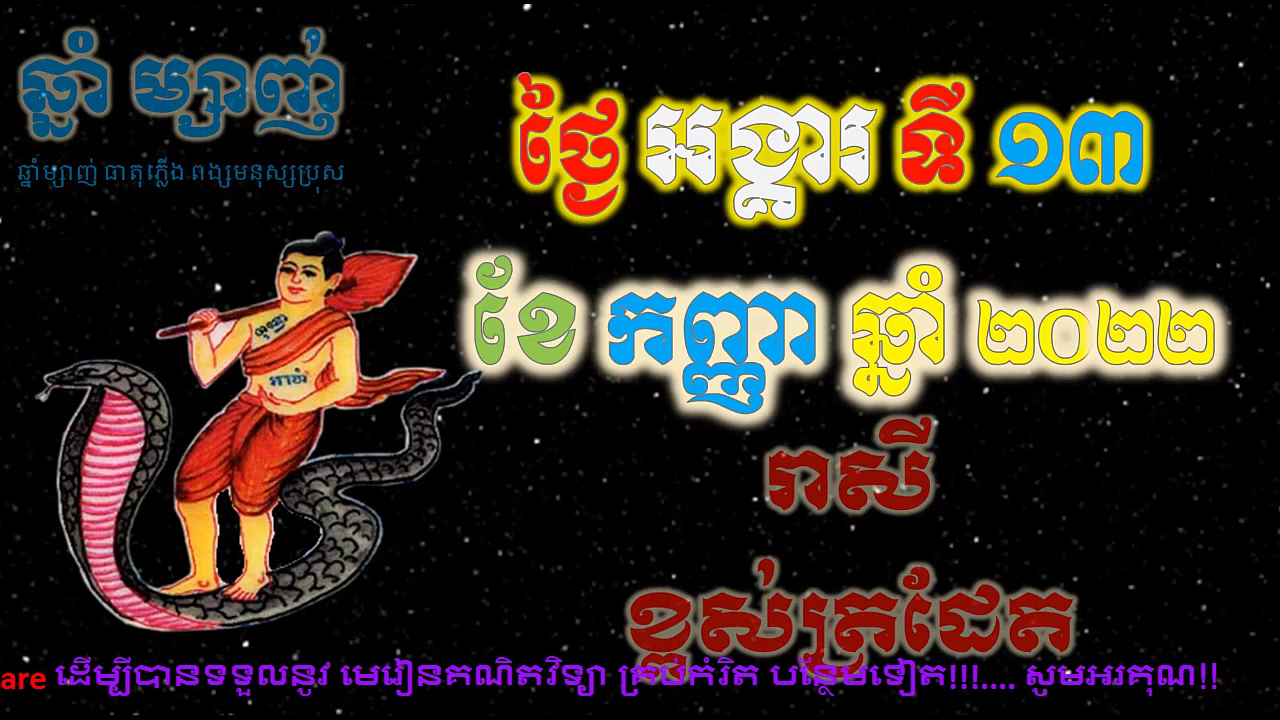 ឆ្នាំ ម្សាញ់
ឆ្នាំម្សាញ់ ធាតុភ្លើង ពង្សមនុស្សប្រុស
ថ្ងៃ អង្គារ ទី ១៣
ខែ កញ្ញា ឆ្នាំ ២០២២
រាសី
ខ្ពស់ត្រដែត
are ដើម្បីបានទទួលនូវ មេរៀនគណិតវិទ្យា គ្រប់កំរិត បន្ថែមទៀត!!!.... សូមអរគុណ!!